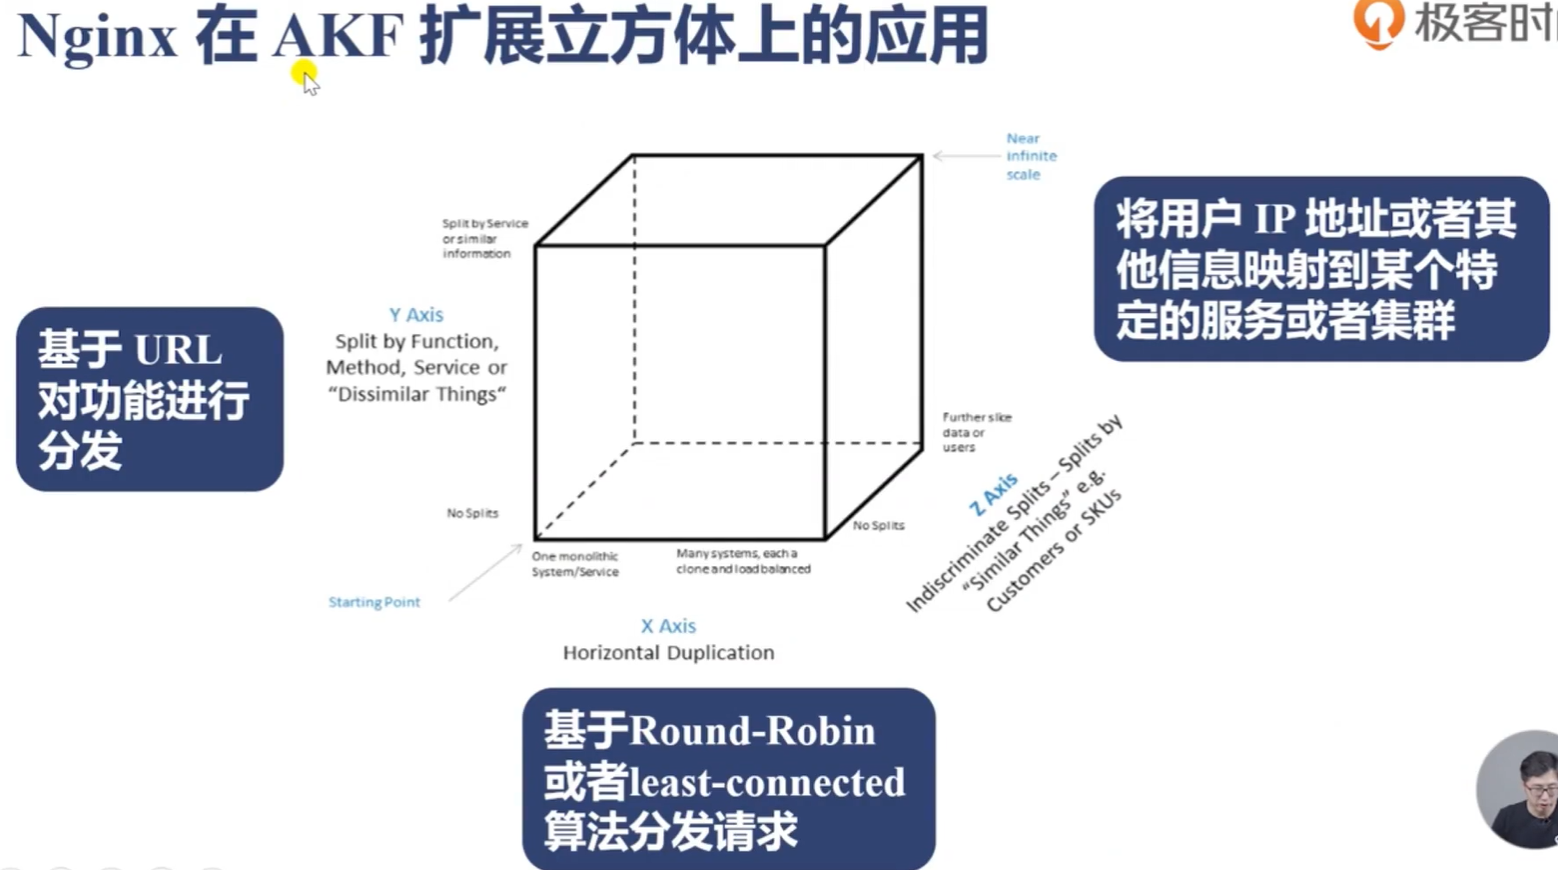 Nginx 在 AKF 扩展立方体上的应用
极客时
Near
infinite
scale
将用户 IP 地址或者其
他信息映射到某个特
定的服务或者集群
Split by Service
or similar
information
Y Axis
Split by Function,
Method, Service or
“Dissimilar Things“
基于 URL
对功能进行
分发
Further slice
data or
users
Z Axis
Indiscriminate Splits – Splits by
“Similar Things” e.g.
Customers or SKUs
No Splits
No Splits
One monolithic
System/Service
Many systems, each a
clone and load balanced
Starting Point
X Axis
Horizontal Duplication
基于Round-Robin
或者least-connected
算法分发请求